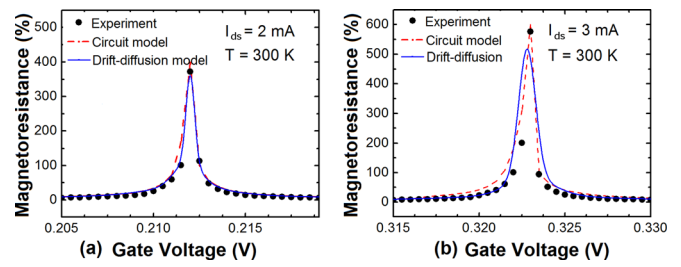 Magnetoresistance (%)
500
400
300
200
100
0
Experiment
Circuit model
Drift-diffusion model
I_ds = 2 mA
T = 300 K
0.205
0.210
0.215
(a) Gate Voltage (V)
Magnetoresistance (%)
600
500
400
300
200
100
0
Experiment
Circuit model
Drift-diffusion
I_ds = 3 mA
T = 300 K
0.315
0.320
0.325
0.330
(b) Gate Voltage (V)